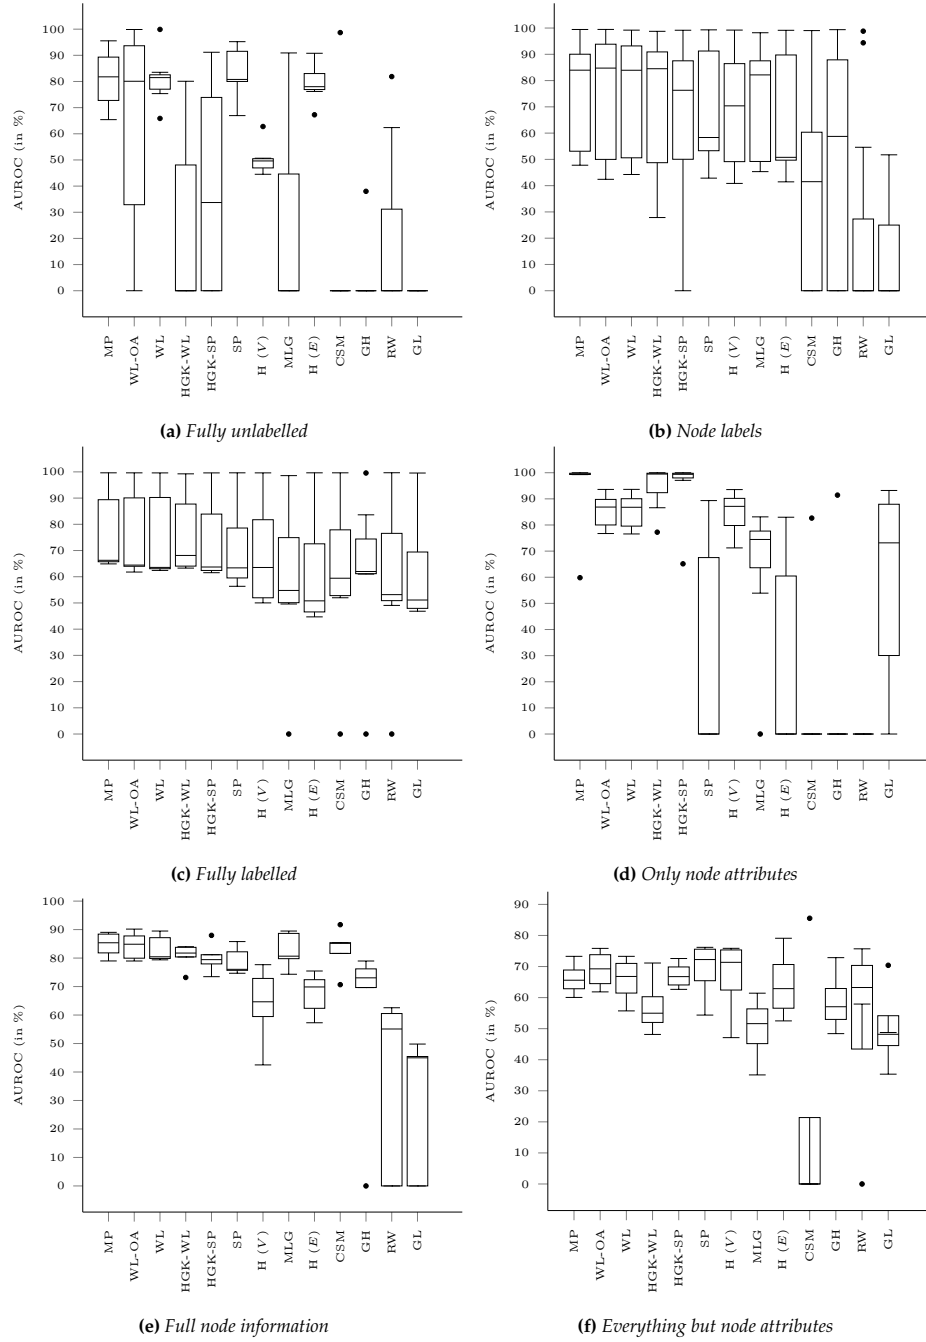 100
90
80
70
60
50
40
30
20
10
0
AUROC (in %)
MP
WL-OA
WL
HGK-WL
HGK-SP
SP
H (V)
MLG
H (E)
CSM
GH
RW
GL
(a) Fully unlabelled
100
90
80
70
60
50
40
30
20
10
0
AUROC (in %)
MP
WL-OA
WL
HGK-WL
HGK-SP
SP
H (V)
MLG
H (E)
CSM
GH
RW
GL
(b) Node labels
100
90
80
70
60
50
40
30
20
10
0
AUROC (in %)
MP
WL-OA
WL
HGK-WL
HGK-SP
SP
H (V)
MLG
H (E)
CSM
GH
RW
GL
(c) Fully labelled
100
90
80
70
60
50
40
30
20
10
0
AUROC (in %)
MP
WL-OA
WL
HGK-WL
HGK-SP
SP
H (V)
MLG
H (E)
CSM
GH
RW
GL
(d) Only node attributes
100
90
80
70
60
50
40
30
20
10
0
AUROC (in %)
MP
WL-OA
WL
HGK-WL
HGK-SP
SP
H (V)
MLG
H (E)
CSM
GH
RW
GL
(e) Full node information
90
80
70
60
50
40
30
20
10
0
AUROC (in %)
MP
WL-OA
WL
HGK-WL
HGK-SP
SP
H (V)
MLG
H (E)
CSM
GH
RW
GL
(f) Everything but node attributes